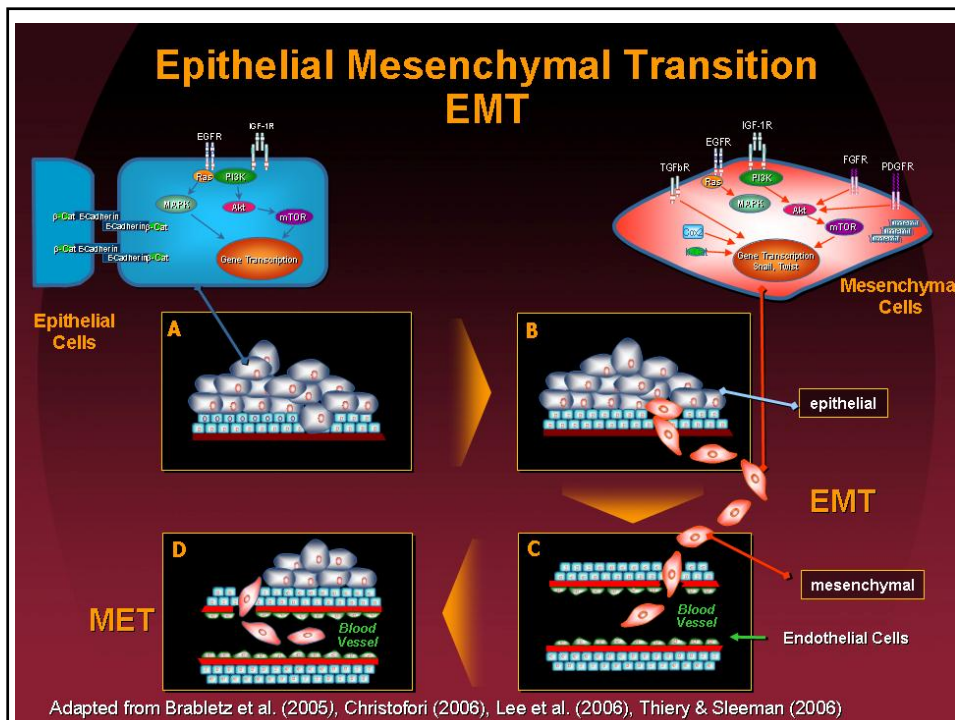 Epithelial Mesenchymal Transition
EMT
EGFR
IGF-1R
Ras
PI3K
MAPK
Akt
mTOR
Gene Transcription
β-Cat E-Cadherin
E-Cadherin β-Cat
β-Cat E-Cadherin
E-Cadherin β-Cat
Epithelial
Cells
TGFbR
EGFR
IGF-1R
FGFR
PDGFR
Ras
PI3K
MAPK
Akt
mTOR
Cox2
Gene Transcription
Snail, Twist
Mesenchyma
Cells
A
B
epithelial
EMT
D
Blood
Vessel
MET
C
Blood
Vessel
mesenchymal
Endothelial Cells
Adapted from Brabletz et al. (2005), Christofori (2006), Lee et al. (2006), Thiery & Sleeman (2006)